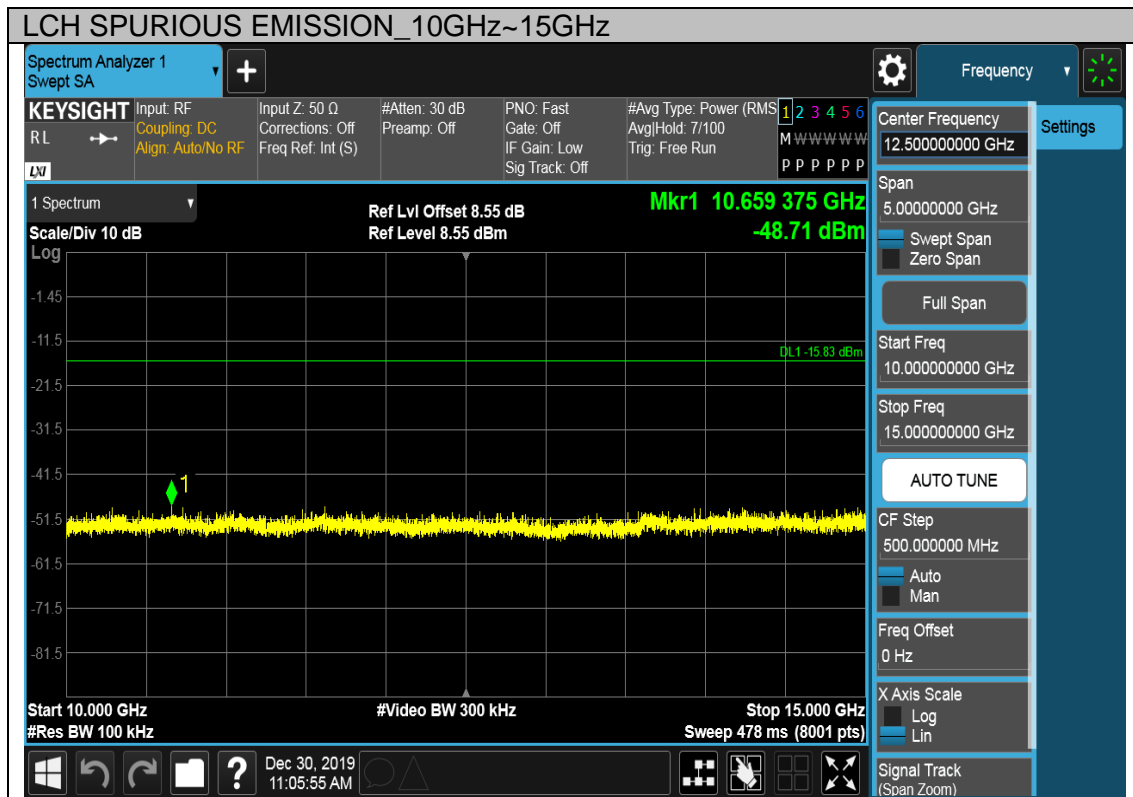 LCH SPURIOUS EMISSION_10GHz~15GHz
Spectrum Analyzer 1
Swept SA
Frequency
KEYSIGHT
RL
LXI
Input: RF
Coupling: DC
Align: Auto/No RF
Input Z: 50 Ω
Corrections: Off
Freq Ref: Int (S)
#Atten: 30 dB
Preamp: Off
PNO: Fast
Gate: Off
IF Gain: Low
Sig Track: Off
#Avg Type: Power (RMS
Avg|Hold: 7/100
Trig: Free Run
1 2 3 4 5 6
M W W W W W
P P P P P P
1 Spectrum
Scale/Div 10 dB
Log
Ref Lvl Offset 8.55 dB
Ref Level 8.55 dBm
Mkr1 10.659 375 GHz
-48.71 dBm
-1.45
-11.5
DL1 -15.83 dBm
-21.5
-31.5
-41.5
1
-51.5
-61.5
-71.5
-81.5
Start 10.000 GHz
#Video BW 300 kHz
Stop 15.000 GHz
#Res BW 100 kHz
Sweep 478 ms (8001 pts)
Dec 30, 2019
11:05:55 AM
Center Frequency
12.500000000 GHz
Settings
Span
5.00000000 GHz
Swept Span
Zero Span
Full Span
Start Freq
10.000000000 GHz
Stop Freq
15.000000000 GHz
AUTO TUNE
CF Step
500.000000 MHz
Auto
Man
Freq Offset
0 Hz
X Axis Scale
Log
Lin
Signal Track
(Span Zoom)